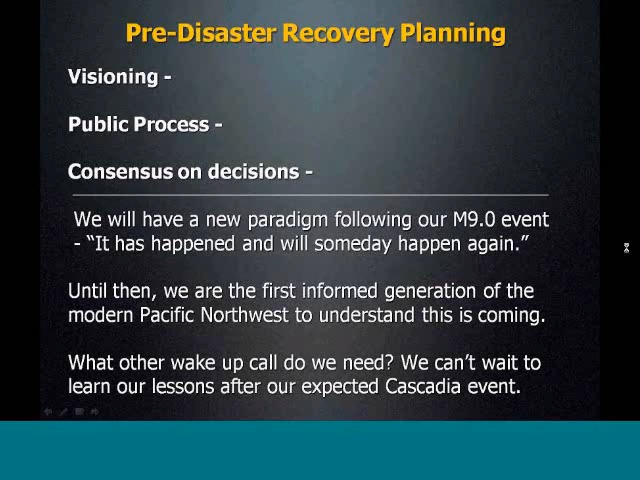 Pre-Disaster Recovery Planning
Visioning -
Public Process -
Consensus on decisions -
We will have a new paradigm following our M9.0 event
- “It has happened and will someday happen again.”
Until then, we are the first informed generation of the
modern Pacific Northwest to understand this is coming.
What other wake up call do we need? We can’t wait to
learn our lessons after our expected Cascadia event.